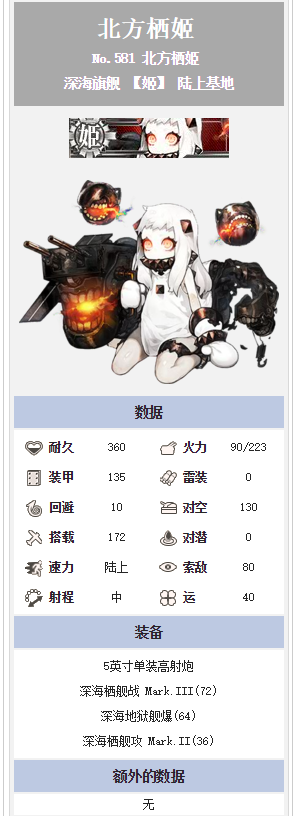 北方栖姬
No.581 北方栖姬
深海旗舰 【姬】 陆上基地
姫
数据
耐久 360 火力 90/223
装甲 135 雷装 0
回避 10 对空 130
搭载 172 对潜 0
速力 陆上 索敌 80
射程 中 运 40
装备
5英寸单装高射炮
深海栖舰战 Mark.III(72)
深海地狱舰爆(64)
深海栖舰攻 Mark.II(36)
额外的数据
无